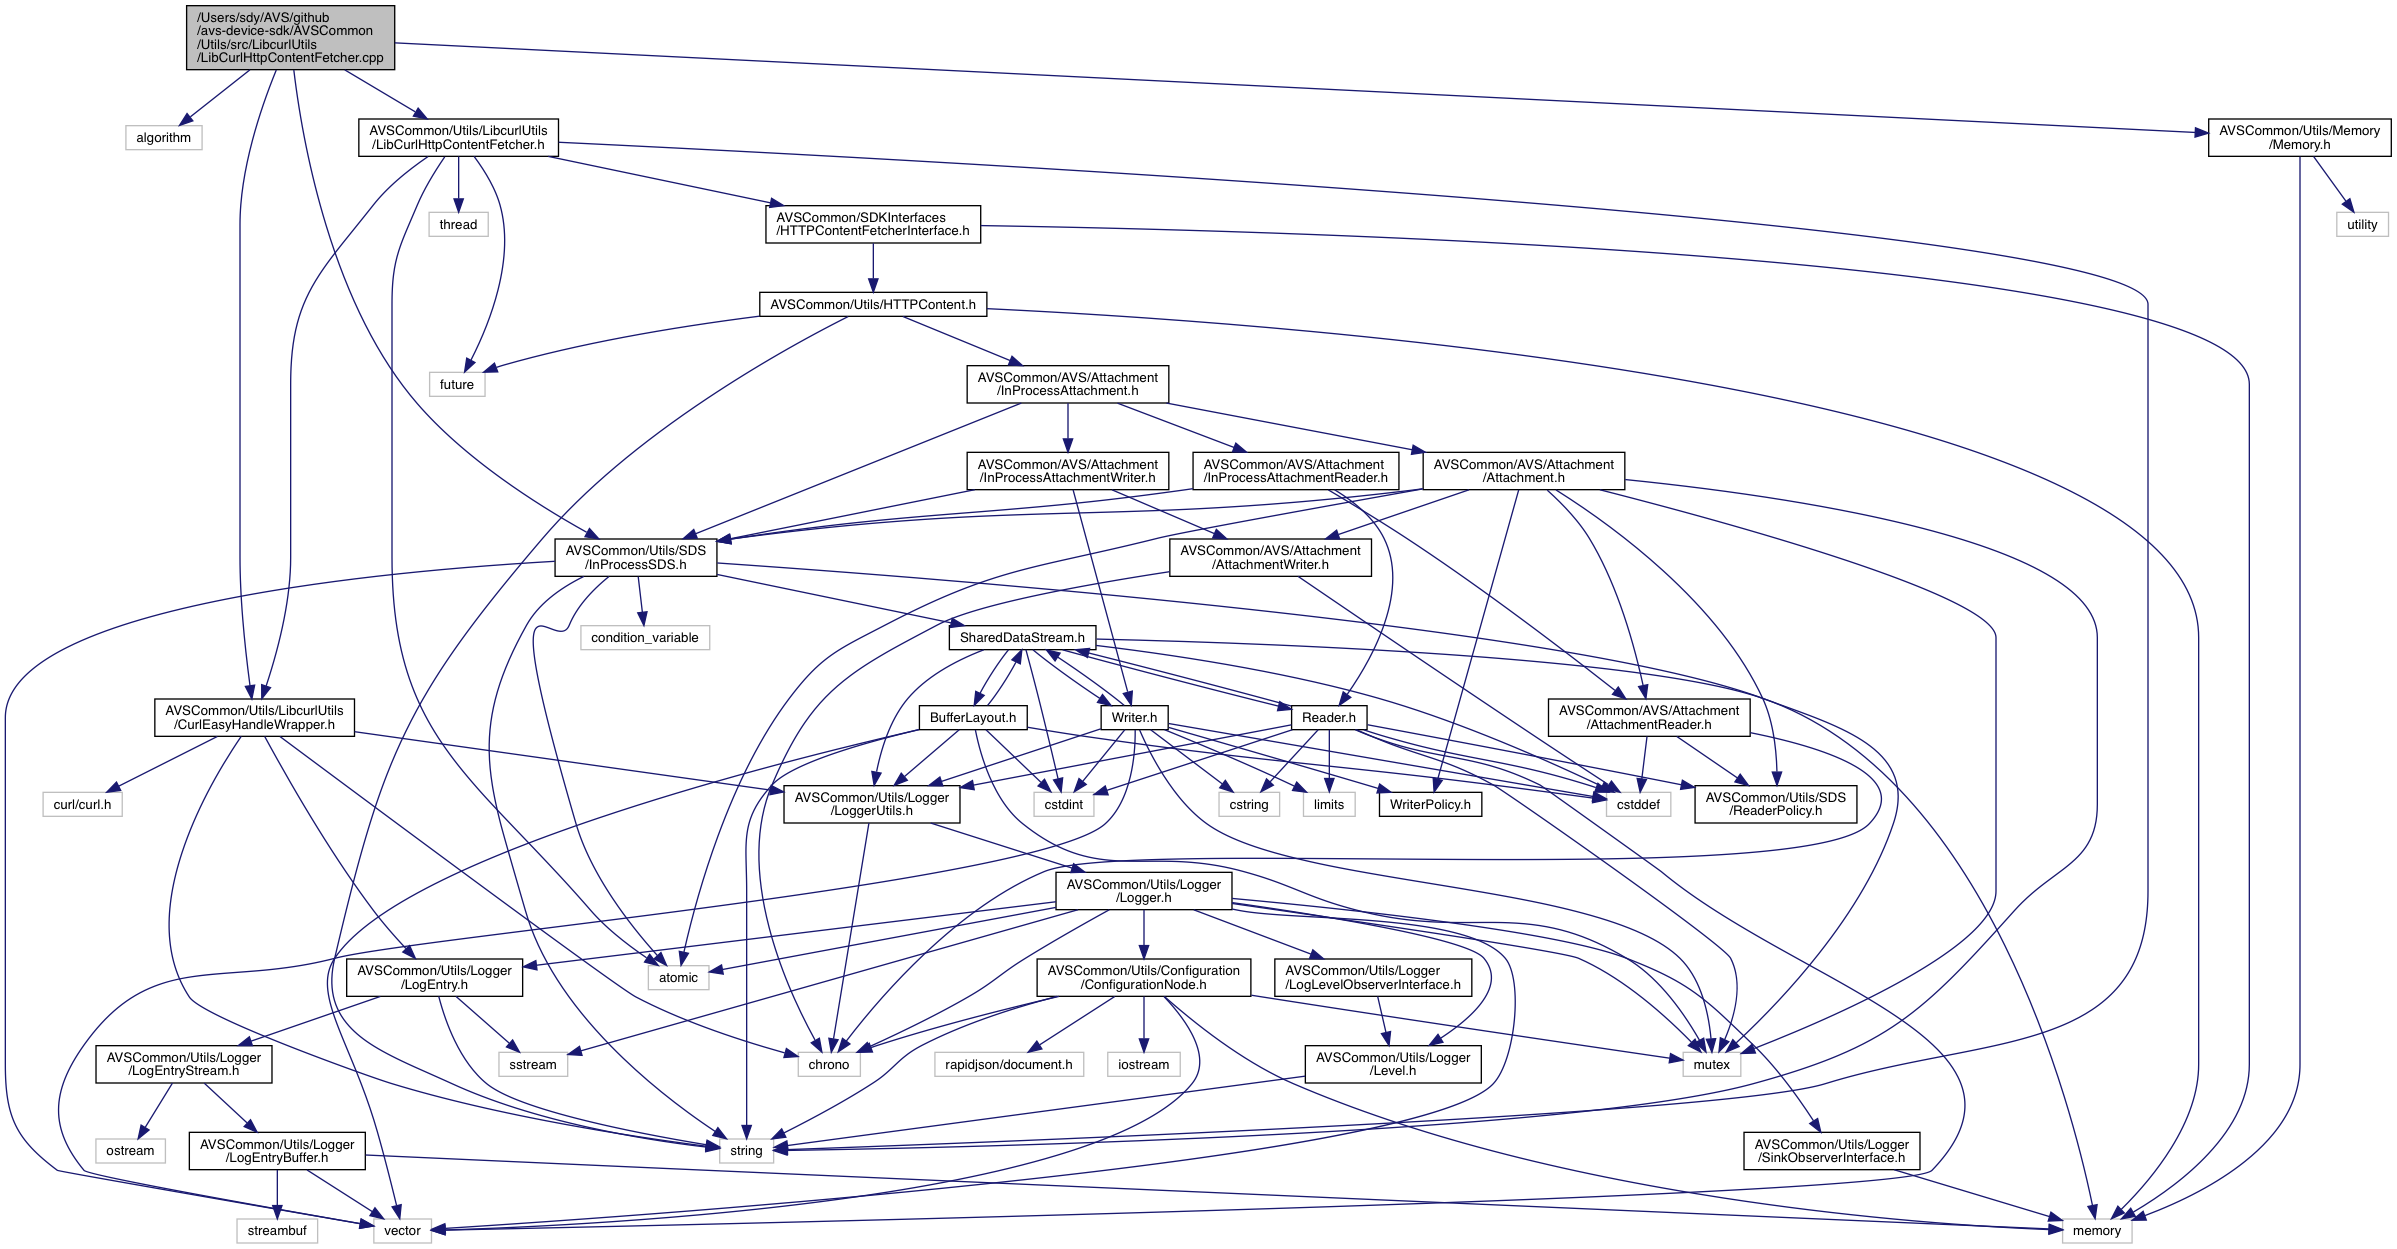 /Users/sdy/AVS/github
/avs-device-sdk/AVSCommon
/Utils/src/LibcurlUtils
/LibCurlHttpContentFetcher.cpp
algorithm
AVSCommon/Utils/LibcurlUtils
/LibCurlHttpContentFetcher.h
AVSCommon/Utils/Memory
/Memory.h
thread
AVSCommon/SDKInterfaces
/HTTPContentFetcherInterface.h
utility
AVSCommon/Utils/HTTPContent.h
future
AVSCommon/AVS/Attachment
/InProcessAttachment.h
AVSCommon/AVS/Attachment
/InProcessAttachmentWriter.h
AVSCommon/AVS/Attachment
/InProcessAttachmentReader.h
AVSCommon/AVS/Attachment
/Attachment.h
AVSCommon/Utils/SDS
/InProcessSDS.h
AVSCommon/AVS/Attachment
/AttachmentWriter.h
condition_variable
SharedDataStream.h
AVSCommon/Utils/LibcurlUtils
/CurlEasyHandleWrapper.h
BufferLayout.h
Writer.h
Reader.h
AVSCommon/AVS/Attachment
/AttachmentReader.h
curl/curl.h
AVSCommon/Utils/Logger
/LoggerUtils.h
cstdint
cstring
limits
WriterPolicy.h
cstddef
AVSCommon/Utils/SDS
/ReaderPolicy.h
AVSCommon/Utils/Logger
/Logger.h
AVSCommon/Utils/Logger
/LogEntry.h
atomic
AVSCommon/Utils/Configuration
/ConfigurationNode.h
AVSCommon/Utils/Logger
/LogLevelObserverInterface.h
AVSCommon/Utils/Logger
/LogEntryStream.h
sstream
chrono
rapidjson/document.h
iostream
AVSCommon/Utils/Logger
/Level.h
mutex
ostream
AVSCommon/Utils/Logger
/LogEntryBuffer.h
string
AVSCommon/Utils/Logger
/SinkObserverInterface.h
streambuf
vector
memory